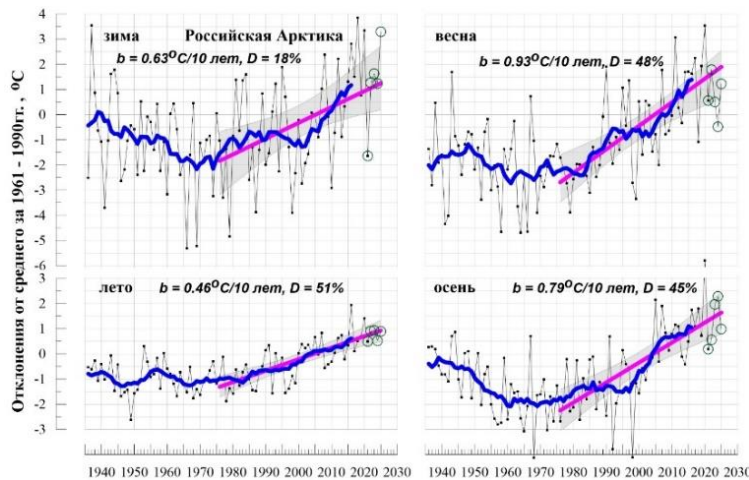 зима Российская Арктика
b = 0.63°C/10 лет, D = 18%
весна
b = 0.93°C/10 лет, D = 48%
Отклонения от среднего за 1961 - 1990гг. , °C
4
3
2
1
0
-1
-2
-3
-4
-5
-6
лето
b = 0.46°C/10 лет, D = 51%
осень
b = 0.79°C/10 лет, D = 45%
3
2
1
0
-1
-2
-3
1940 1950 1960 1970 1980 1990 2000 2010 2020 2030
1940 1950 1960 1970 1980 1990 2000 2010 2020 2030